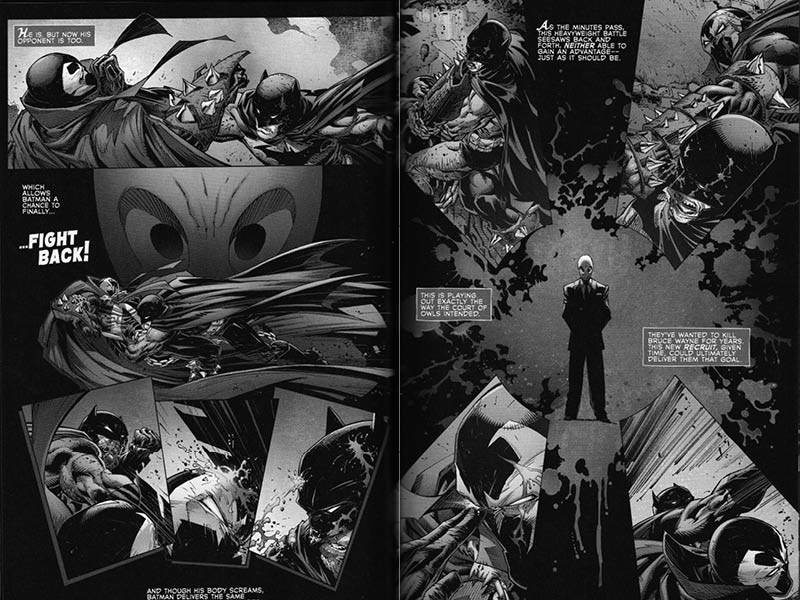 HE IS, BUT NOW HIS
OPPONENT IS TOO.
WHICH
ALLOWS
BATMAN A
CHANCE TO
FINALLY...
...FIGHT
BACK!
AND THOUGH HIS BODY SCREAMS,
BATMAN DELIVERS THE SAME
AS THE MINUTES PASS,
THIS HEAVYWEIGHT BATTLE
SEESAWS BACK AND
FORTH, NEITHER ABLE TO
GAIN AN ADVANTAGE--
JUST AS IT SHOULD BE.
THIS IS PLAYING
OUT EXACTLY THE
WAY THE COURT OF
OWLS INTENDED.
THEY'VE WANTED TO KILL
BRUCE WAYNE FOR YEARS.
THIS NEW RECRUIT, GIVEN
TIME, COULD ULTIMATELY
DELIVER THEM THAT GOAL.